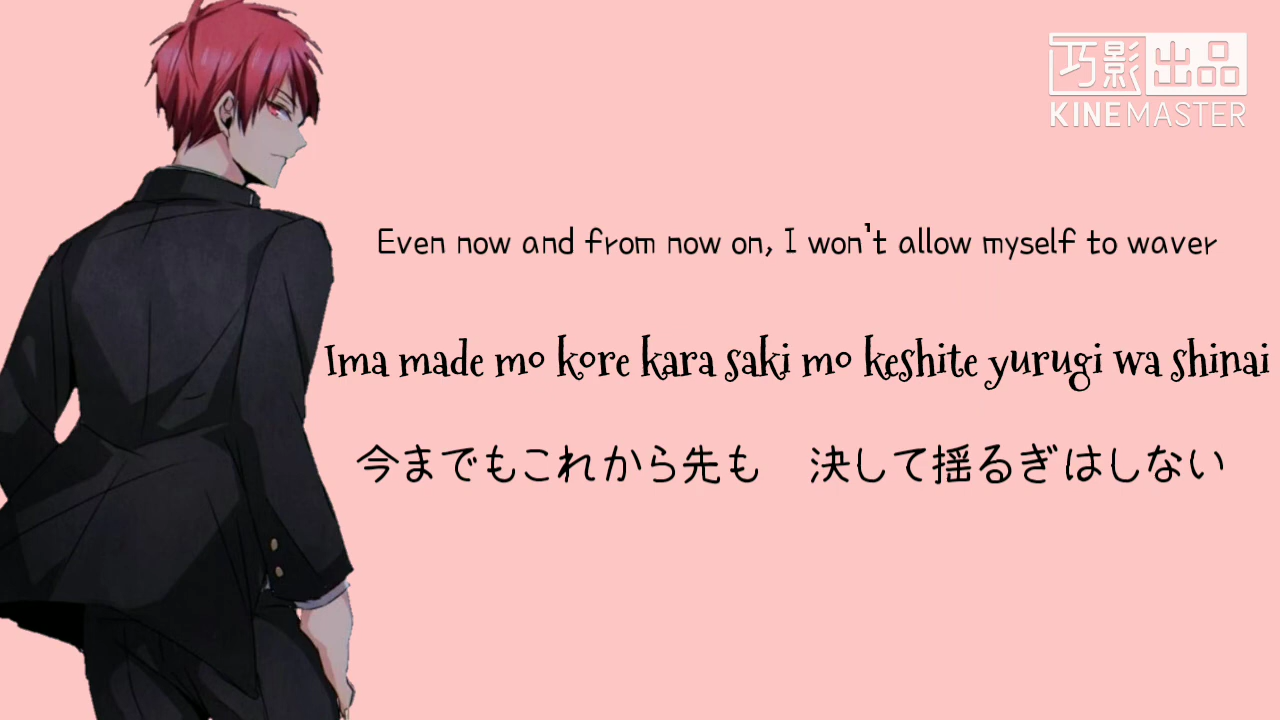 巧影出品
KINEMASTER
Even now and from now on, I won't allow myself to waver
Ima made mo kore kara saki mo keshite yurugi wa shinai
今までもこれから先も　決して揺るぎはしない